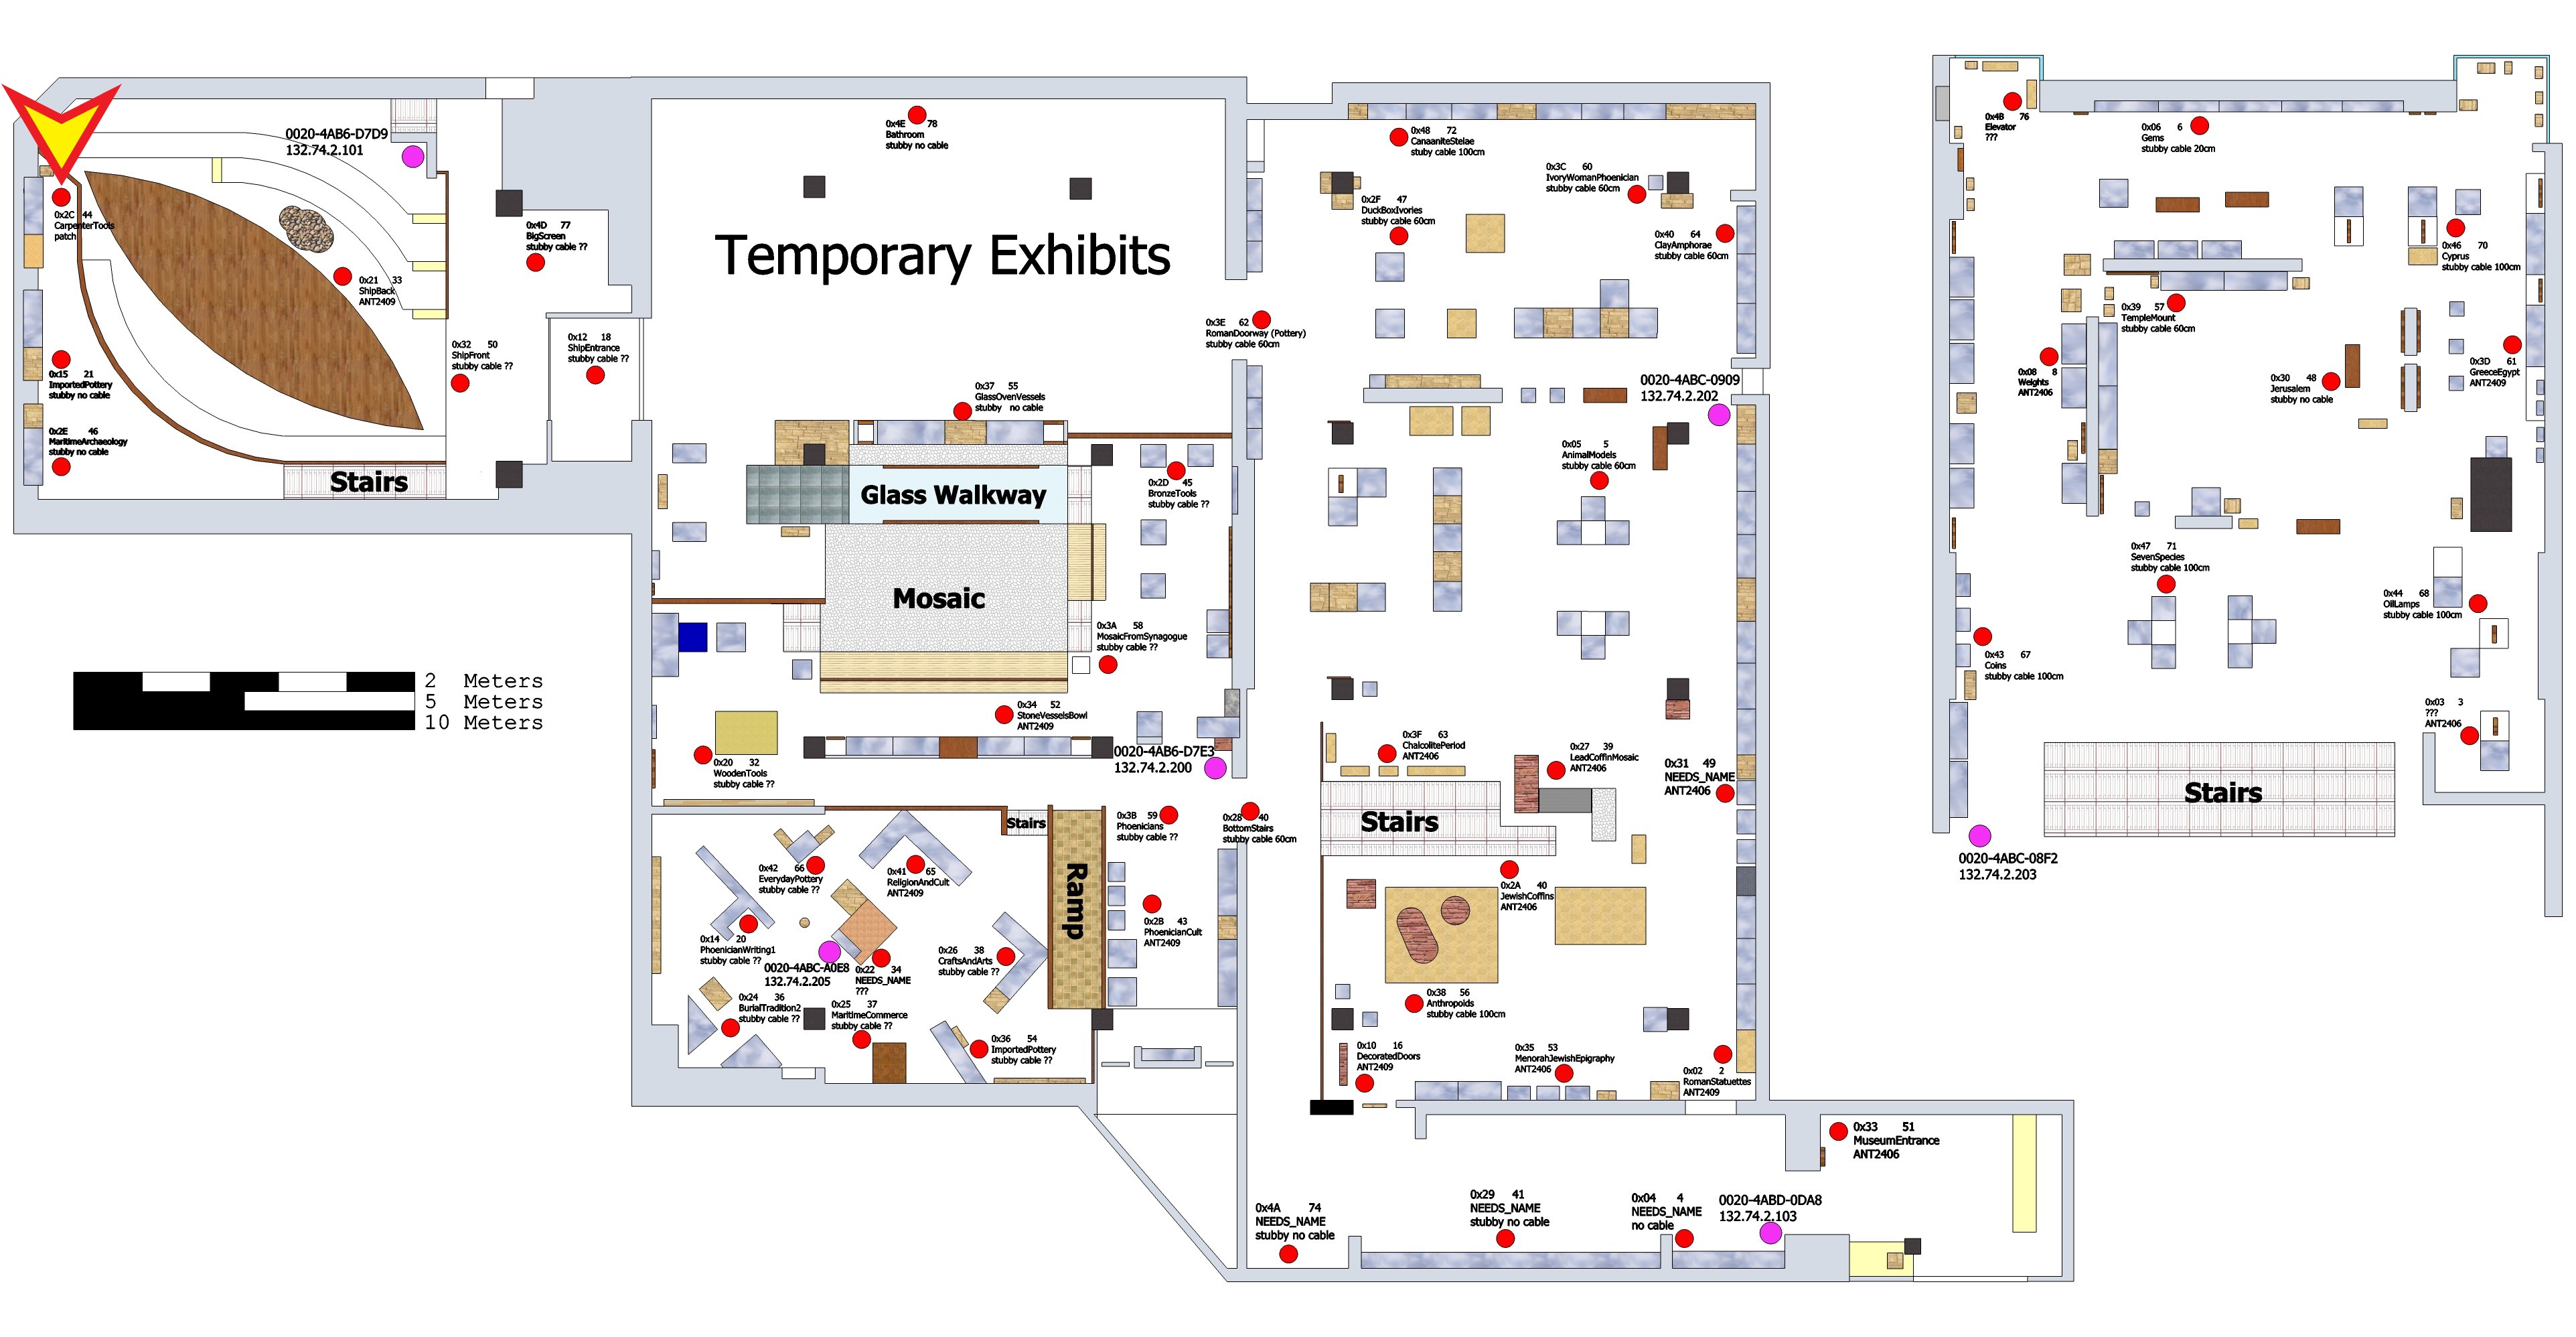 0020-4AB6-D7D9
132.74.2.101
0x2C 44
CarpenterTools
patch
0x21 33
ShipBack
ANT2409
0x4D 77
BigScreen
stubby cable ??
0x32 50
ShipFront
stubby cable ??
0x12 18
ShipEntrance
stubby cable ??
0x15 21
ImportedPottery
stubby no cable
0x2E 46
MaritimeArchaeology
stubby no cable
Stairs
2 Meters
5 Meters
10 Meters
0x4E 78
Bathroom
stubby no cable
Temporary Exhibits
0x3E 62
RomanDoorway (Pottery)
stubby cable 60cm
0x37 55
GlassOvenVessels
stubby no cable
Glass Walkway
0x2D 45
BronzeTools
stubby cable ??
Mosaic
0x3A 58
MosaicFromSynagogue
stubby cable ??
0x34 52
StoneVesselsBowl
ANT2409
0020-4AB6-D7E3
132.74.2.200
0x20 32
WoodenTools
stubby cable ??
Stairs
Ramp
0x3B 59
Phoenicians
stubby cable ??
0x28 40
BottomStairs
stubby cable 60cm
0x42 66
EverydayPottery
stubby cable ??
0x41 65
ReligionAndCult
ANT2409
0x14 20
PhoenicianWriting1
stubby cable ??
0020-4ABC-A0E8
132.74.2.205
0x22 34
NEEDS_NAME
???
0x26 38
CraftsAndArts
stubby cable ??
0x2B 43
PhoenicianCult
ANT2409
0x24 36
BurialTradition2
stubby cable ??
0x25 37
MaritimeCommerce
stubby cable ??
0x36 54
ImportedPottery
stubby cable ??
0x48 72
CanaaniteStelae
stuby cable 100cm
0x3C 60
IvoryWomanPhoenician
stubby cable 60cm
0x2F 47
DuckBoxIvories
stubby cable 60cm
0x40 64
ClayAmphorae
stubby cable 60cm
0020-4ABC-0909
132.74.2.202
0x05 5
AnimalModels
stubby cable 60cm
0x3F 63
ChalcolitePeriod
ANT2406
0x27 39
LeadCoffinMosaic
ANT2406
0x31 49
NEEDS_NAME
ANT2406
Stairs
0x2A 40
JewishCoffins
ANT2406
0x38 56
Anthropoids
stubby cable 100cm
0x10 16
DecoratedDoors
ANT2409
0x35 53
MenorahJewishEpigraphy
ANT2406
0x02 2
RomanStatuettes
ANT2409
0x33 51
MuseumEntrance
ANT2406
0x4A 74
NEEDS_NAME
stubby no cable
0x29 41
NEEDS_NAME
stubby no cable
0x04 4
NEEDS_NAME
no cable
0020-4ABD-0DA8
132.74.2.103
0x4B 76
Elevator
???
0x06 6
Gems
stubby cable 20cm
0x46 70
Cyprus
stubby cable 100cm
0x39 57
TempleMount
stubby cable 60cm
0x08 8
Weights
ANT2406
0x30 48
Jerusalem
stubby no cable
0x3D 61
GreeceEgypt
ANT2409
0x47 71
SevenSpecies
stubby cable 100cm
0x44 68
OilLamps
stubby cable 100cm
0x43 67
Coins
stubby cable 100cm
0x03 3
???
ANT2406
Stairs
0020-4ABC-08F2
132.74.2.203